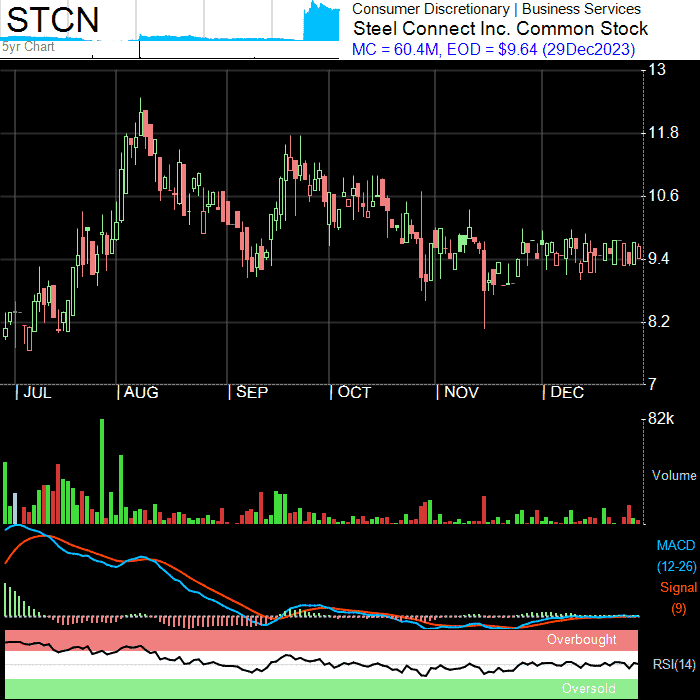 STCN
5yr Chart
Consumer Discretionary | Business Services
Steel Connect Inc. Common Stock
MC = 60.4M, EOD = $9.64 (29Dec2023)
13
11.8
10.6
9.4
8.2
7
| JUL | AUG | SEP | OCT | NOV | DEC
82k
Volume
MACD
(12-26)
Signal
(9)
Overbought
RSI(14)
Oversold